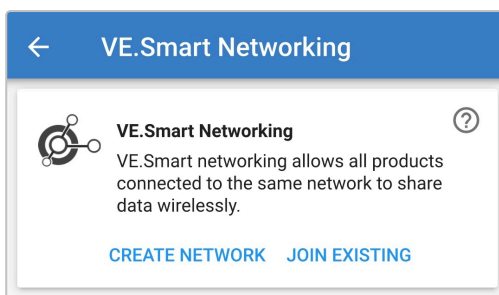 VE.Smart Networking
VE.Smart Networking
VE.Smart networking allows all products
connected to the same network to share
data wirelessly.
CREATE NETWORK JOIN EXISTING